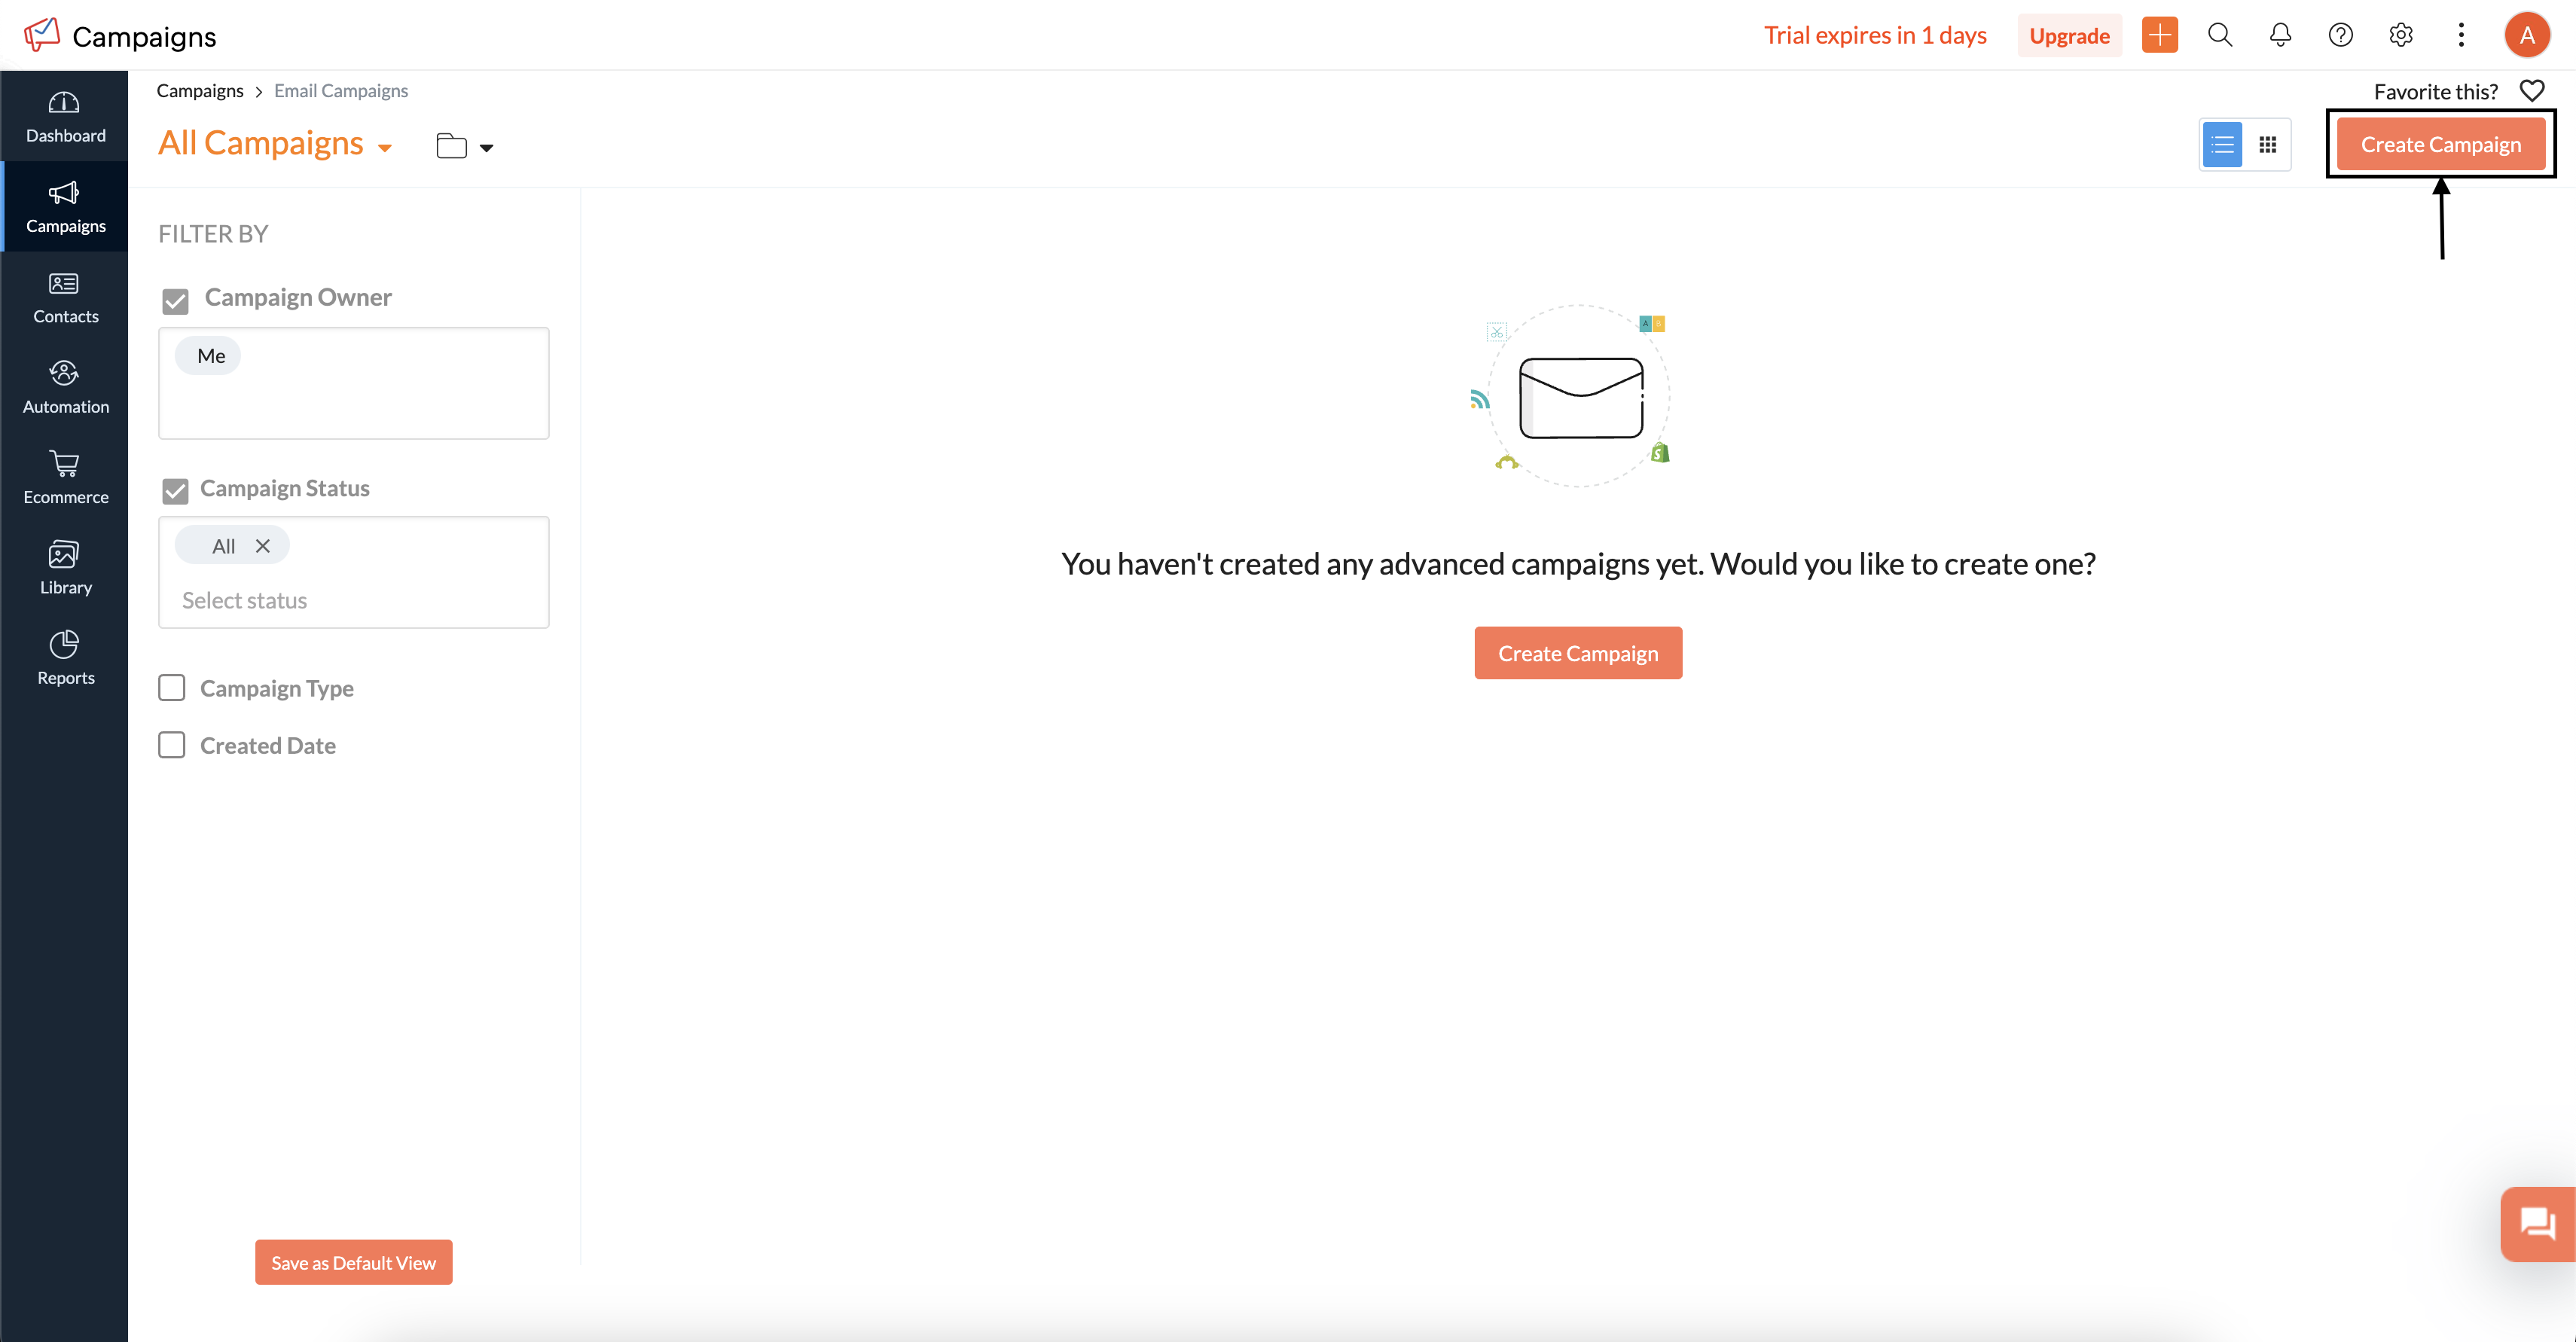 Campaigns
Trial expires in 1 days
Upgrade
A
Dashboard
Campaigns
Contacts
Automation
Ecommerce
Library
Reports
Campaigns > Email Campaigns
Favorite this?
All Campaigns
Create Campaign
FILTER BY
Campaign Owner
Me
Campaign Status
All
Select status
Campaign Type
Created Date
Save as Default View
A B
S
You haven't created any advanced campaigns yet. Would you like to create one?
Create Campaign